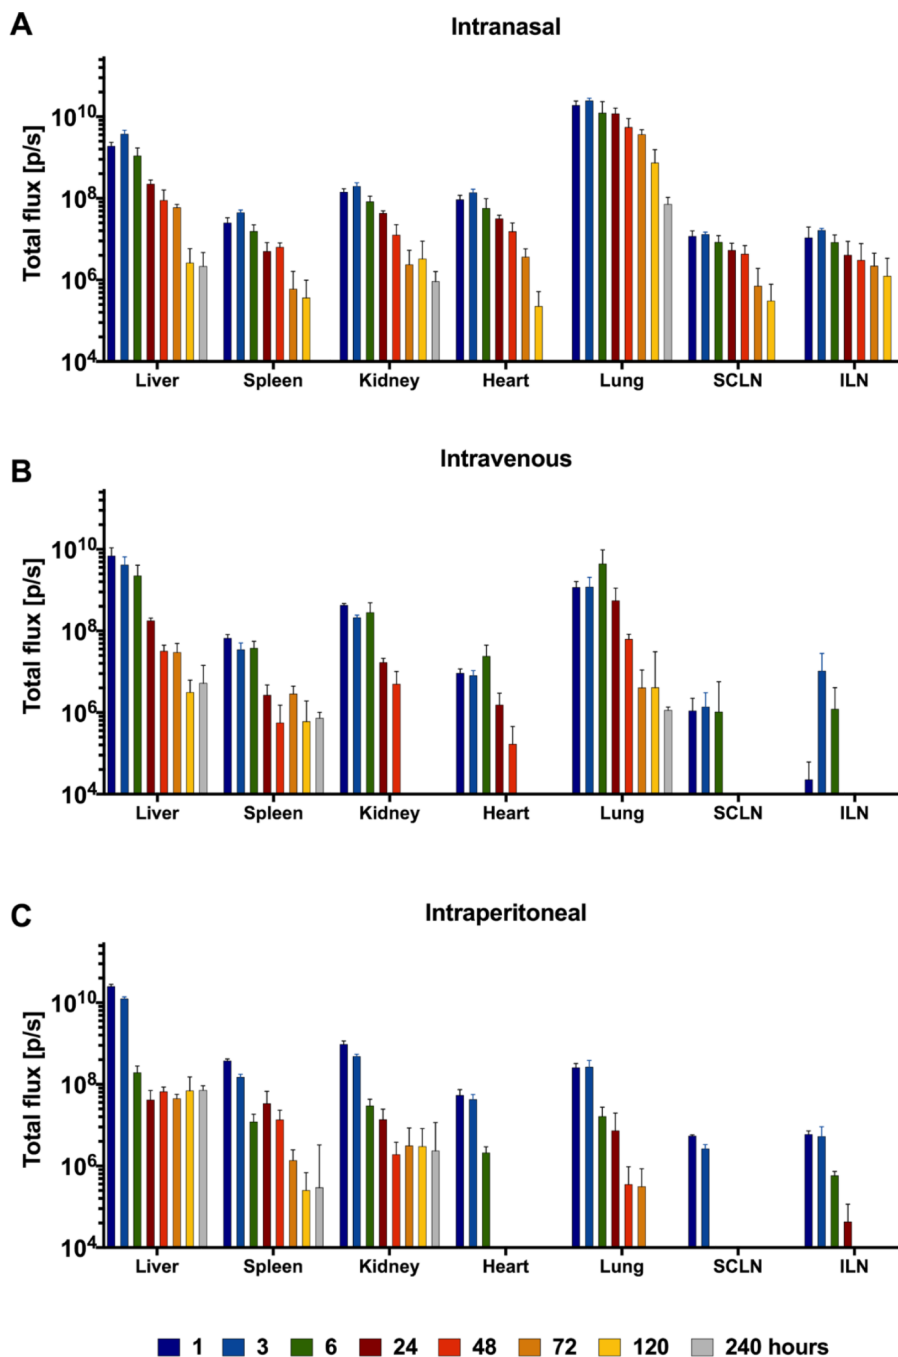 A
Intranasal
Total flux [p/s]
10^10
10^8
10^6
10^4
Liver Spleen Kidney Heart Lung SCLN ILN
B
Intravenous
Total flux [p/s]
10^10
10^8
10^6
10^4
Liver Spleen Kidney Heart Lung SCLN ILN
C
Intraperitoneal
Total flux [p/s]
10^10
10^8
10^6
10^4
Liver Spleen Kidney Heart Lung SCLN ILN
1 3 6 24 48 72 120 240 hours